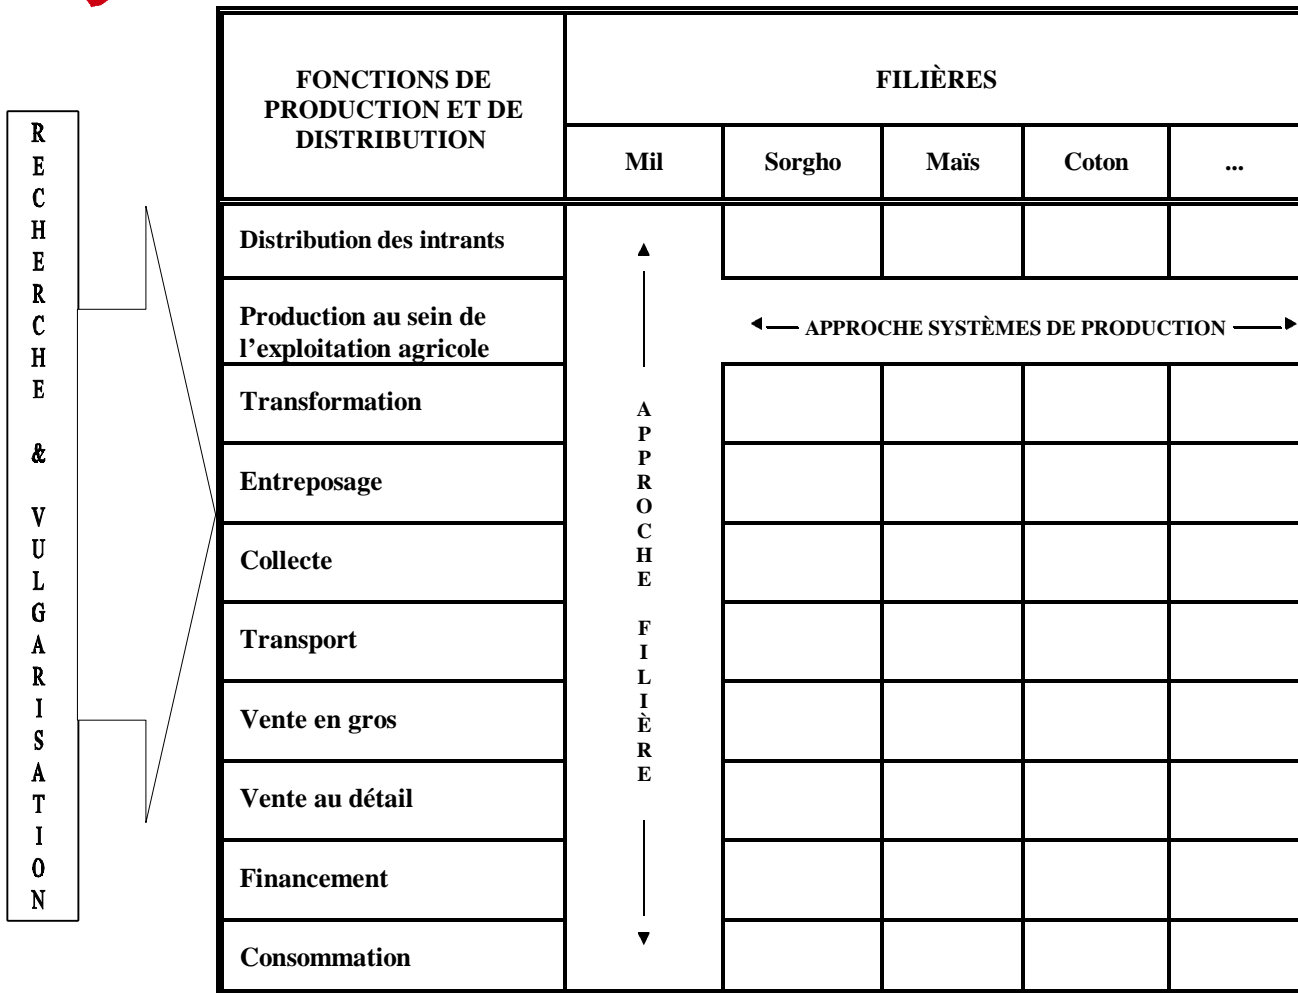 RECHERCHE & VULGARISATION
FONCTIONS DE
PRODUCTION ET DE
DISTRIBUTION
FILIÈRES
Mil
Sorgho
Maïs
Coton
...
Distribution des intrants
Production au sein de
l’exploitation agricole
APPROCHE SYSTÈMES DE PRODUCTION
Transformation
Entreposage
Collecte
Transport
Vente en gros
Vente au détail
Financement
Consommation
APPROCHE FILIÈRE